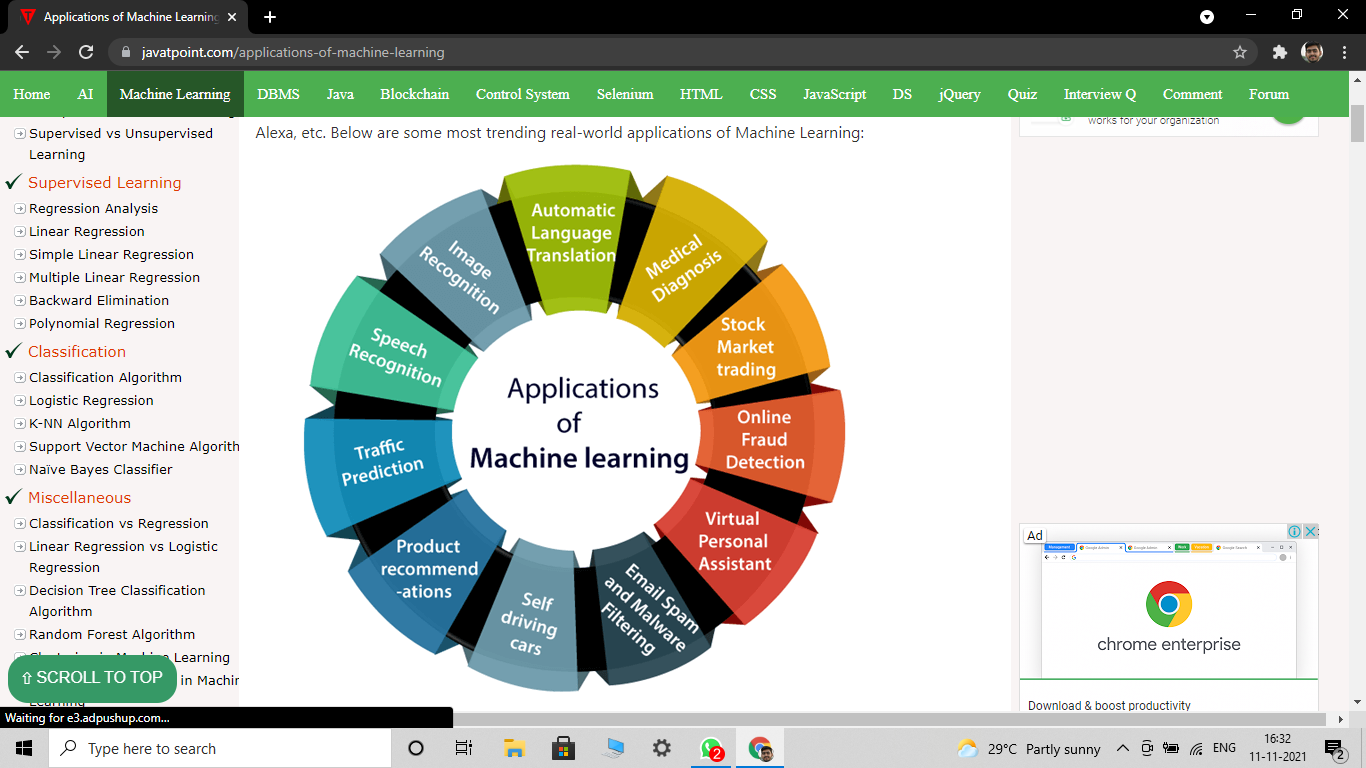 Applications of Machine Learning
javatpoint.com/applications-of-machine-learning
Home AI Machine Learning DBMS Java Blockchain Control System Selenium HTML CSS JavaScript DS jQuery Quiz Interview Q Comment Forum
Supervised vs Unsupervised
Learning
Supervised Learning
Regression Analysis
Linear Regression
Simple Linear Regression
Multiple Linear Regression
Backward Elimination
Polynomial Regression
Classification
Classification Algorithm
Logistic Regression
K-NN Algorithm
Support Vector Machine Algorith
Naïve Bayes Classifier
Miscellaneous
Classification vs Regression
Linear Regression vs Logistic
Regression
Decision Tree Classification
Algorithm
Random Forest Algorithm
Learning
in Machin
⇧ SCROLL TO TOP
Waiting for e3.adpushup.com...
Alexa, etc. Below are some most trending real-world applications of Machine Learning:
Automatic
Language
Translation
Medical
Diagnosis
Stock
Market
trading
Online
Fraud
Detection
Virtual
Personal
Assistant
Email Spam
and Malware
Filtering
Self
driving
cars
Product
recommend
-ations
Traffic
Prediction
Speech
Recognition
Image
Recognition
Applications
of
Machine learning
works for your organization
Ad
chrome enterprise
Download & boost productivity
Type here to search
2
29°C Partly sunny
ENG
16:32
11-11-2021
2